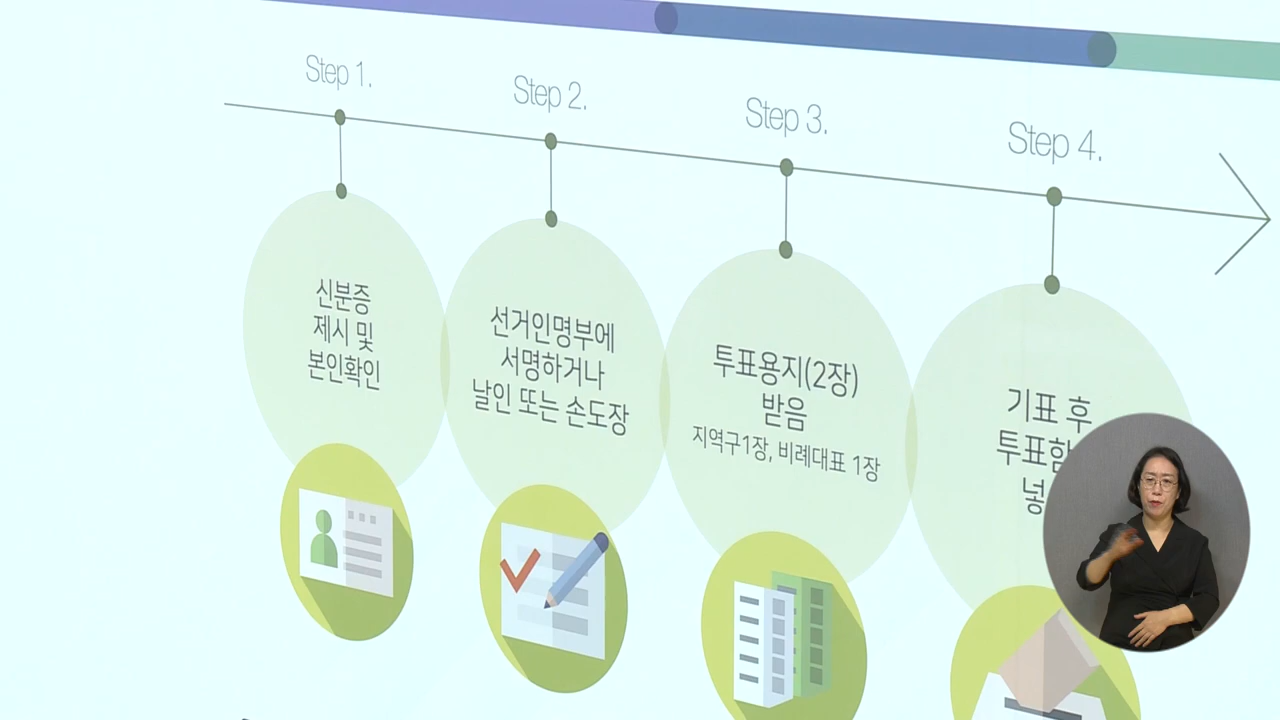 Step 1.
신분증
제시 및
본인확인
Step 2.
선거인명부에
서명하거나
날인 또는 손도장
Step 3.
투표용지(2장)
받음
지역구1장, 비례대표 1장
Step 4.
기표 후